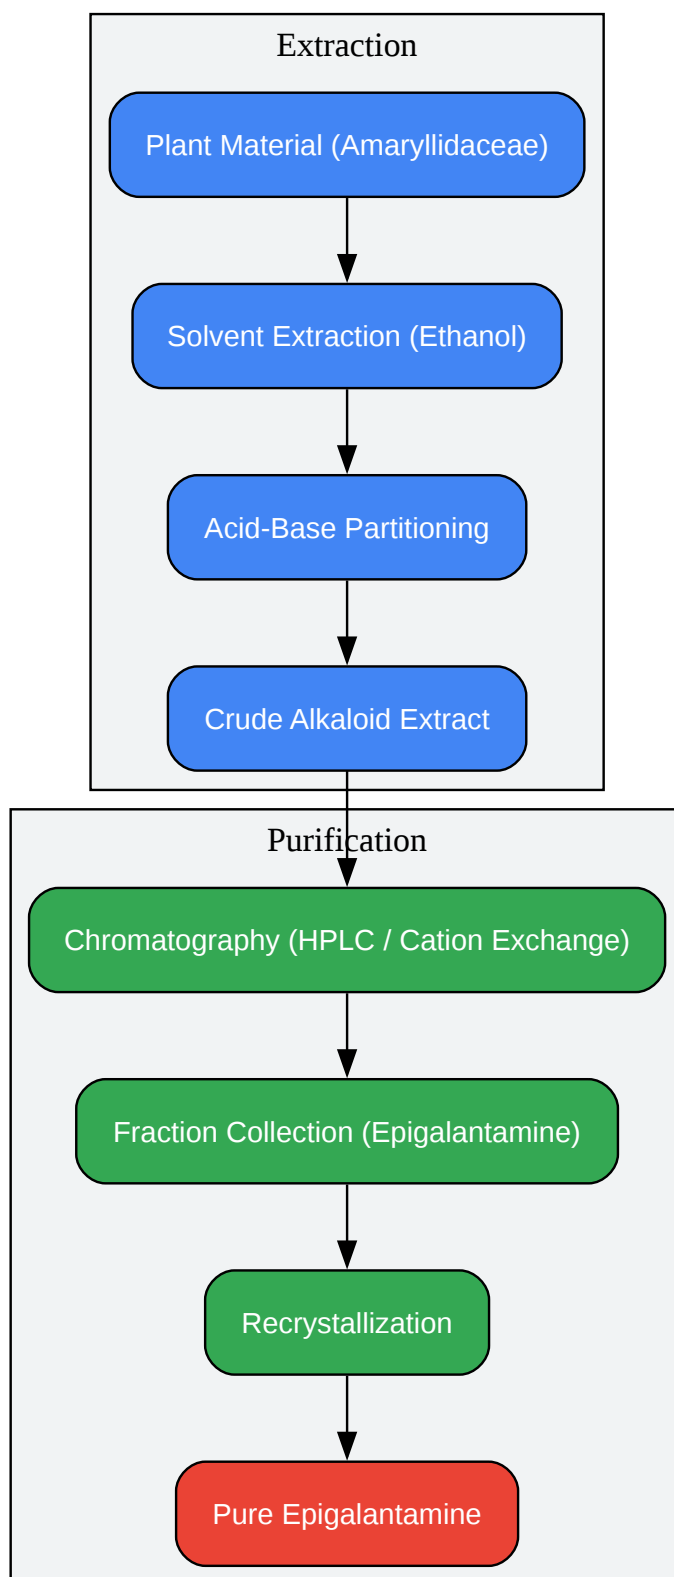 Extraction
Plant Material (Amaryllidaceae)
Solvent Extraction (Ethanol)
Acid-Base Partitioning
Crude Alkaloid Extract
Purification
Chromatography (HPLC / Cation Exchange)
Fraction Collection (Epigalantamine)
Recrystallization
Pure Epigalantamine